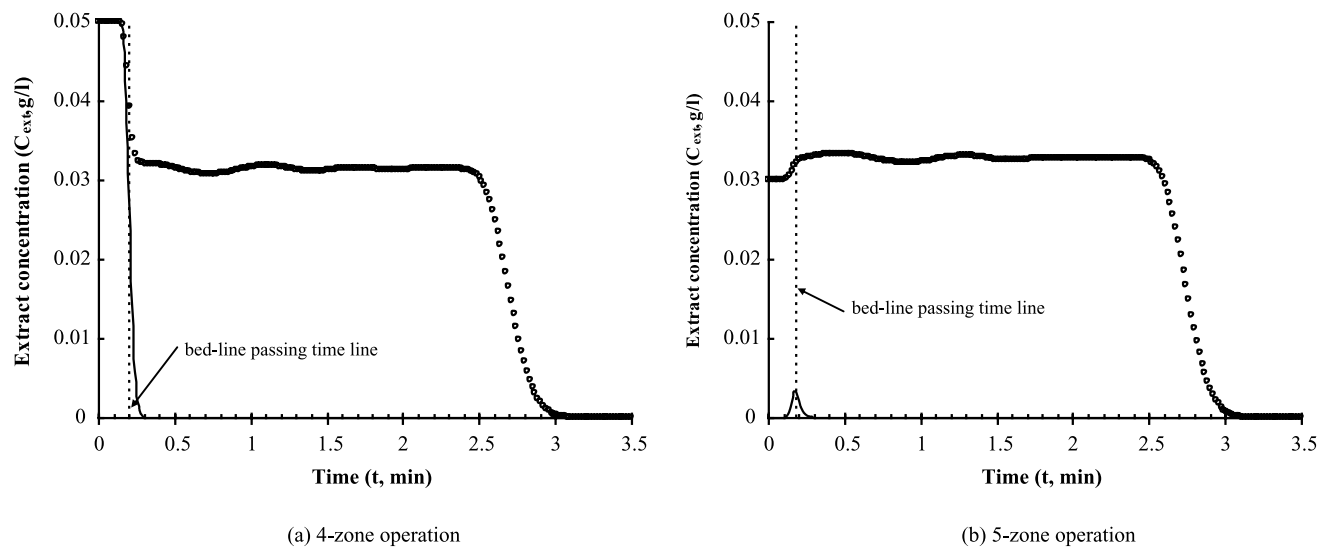 0.05
0.04
0.03
0.02
0.01
0
Extract concentration (Cext,g/l)
bed-line passing time line
0 0.5 1 1.5 2 2.5 3 3.5
Time (t, min)
(a) 4-zone operation
0.05
0.04
0.03
0.02
0.01
0
Extract concentration (Cext,g/l)
bed-line passing time line
0 0.5 1 1.5 2 2.5 3 3.5
Time (t, min)
(b) 5-zone operation